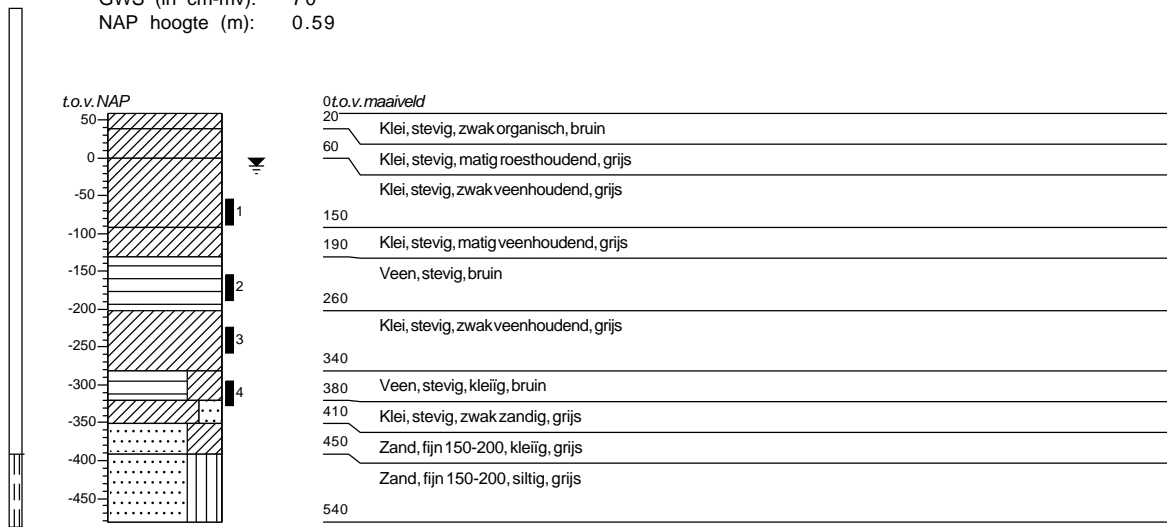 GWS (in cm-mv): 70
NAP hoogte (m): 0.59
t.o.v. NAP
0 t.o.v. maaiveld
50
20
Klei, stevig, zwak organisch, bruin
0
60
Klei, stevig, matig roesthoudend, grijs
-50
Klei, stevig, zwak veenhoudend, grijs
1
150
-100
190
Klei, stevig, matig veenhoudend, grijs
-150
Veen, stevig, bruin
2
260
-200
Klei, stevig, zwak veenhoudend, grijs
3
-250
340
-300
4
380
Veen, stevig, kleiïg, bruin
410
Klei, stevig, zwak zandig, grijs
-350
450
Zand, fijn 150-200, kleiïg, grijs
-400
Zand, fijn 150-200, siltig, grijs
-450
540